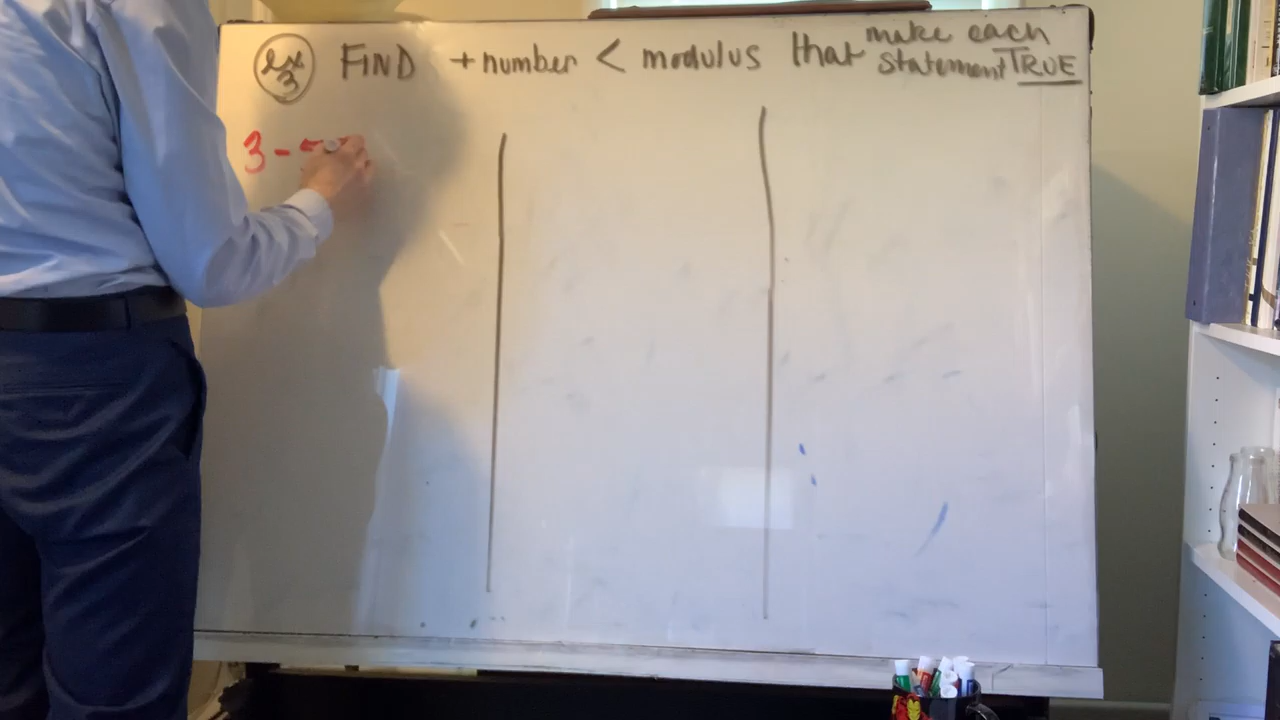 ex 3 FIND + number < modulus that make each statement TRUE
3 -